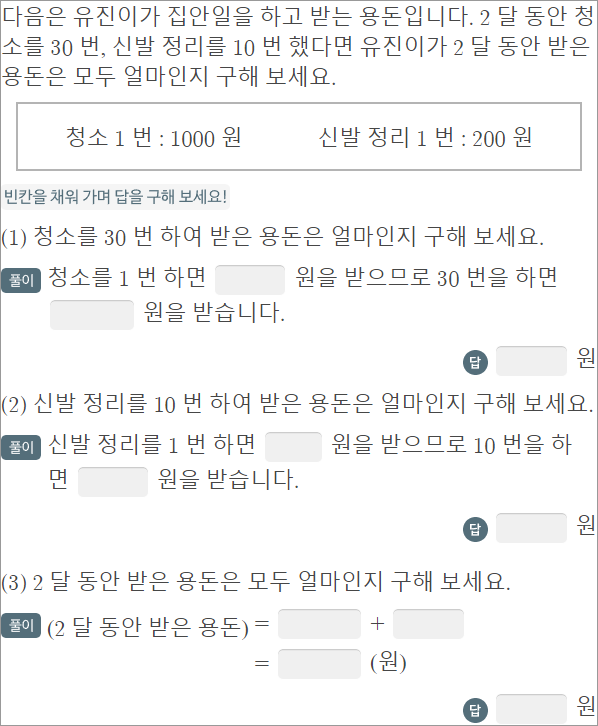 다음은 유진이가 집안일을 하고 받는 용돈입니다. 2 달 동안 청
소를 30 번, 신발 정리를 10 번 했다면 유진이가 2 달 동안 받은
용돈은 모두 얼마인지 구해 보세요.
청소 1 번 : 1000 원 신발 정리 1 번 : 200 원
빈칸을 채워 가며 답을 구해 보세요!
(1) 청소를 30 번 하여 받은 용돈은 얼마인지 구해 보세요.
풀이 청소를 1 번 하면 원을 받으므로 30 번을 하면
원을 받습니다.
답 원
(2) 신발 정리를 10 번 하여 받은 용돈은 얼마인지 구해 보세요.
풀이 신발 정리를 1 번 하면 원을 받으므로 10 번을 하
면 원을 받습니다.
답 원
(3) 2 달 동안 받은 용돈은 모두 얼마인지 구해 보세요.
풀이 (2 달 동안 받은 용돈) = +
= (원)
답 원